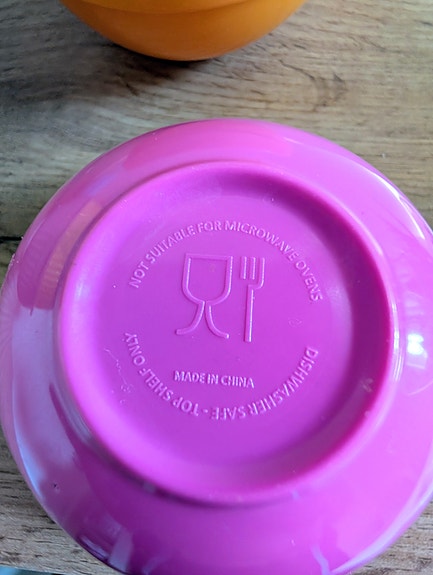 NOT SUITABLE FOR MICROWAVE OVENS
MADE IN CHINA
DISHWASHER SAFE - TOP SHELF ONLY